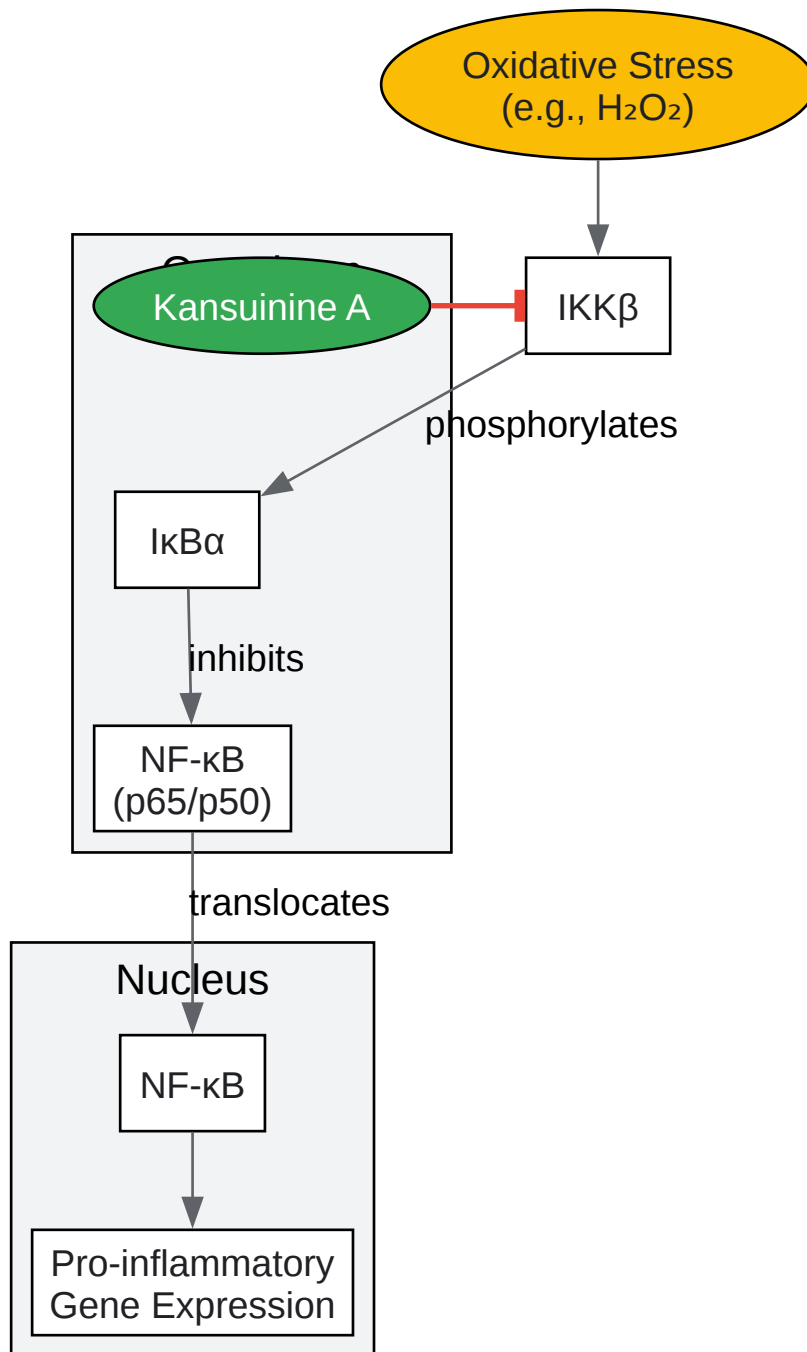 Oxidative Stress
(e.g., H₂O₂)
Kansuinine A
IKKβ
phosphorylates
IκBα
inhibits
NF-κB
(p65/p50)
translocates
Nucleus
NF-κB
Pro-inflammatory
Gene Expression